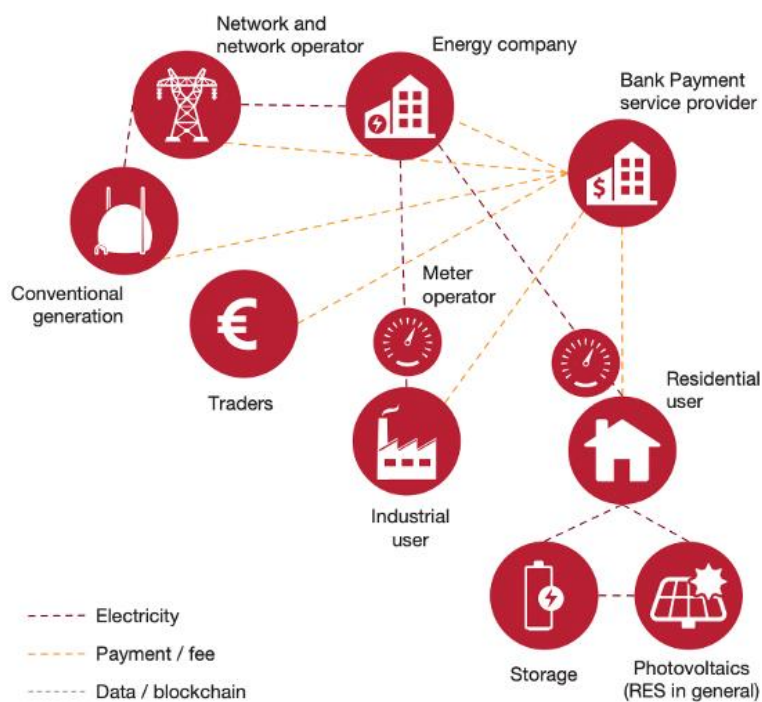 Network and
network operator
Energy company
Bank Payment
service provider
$
Conventional
generation
€
Traders
Meter
operator
Residential
user
Industrial
user
Electricity
Payment / fee
Data / blockchain
Storage
Photovoltaics
(RES in general)